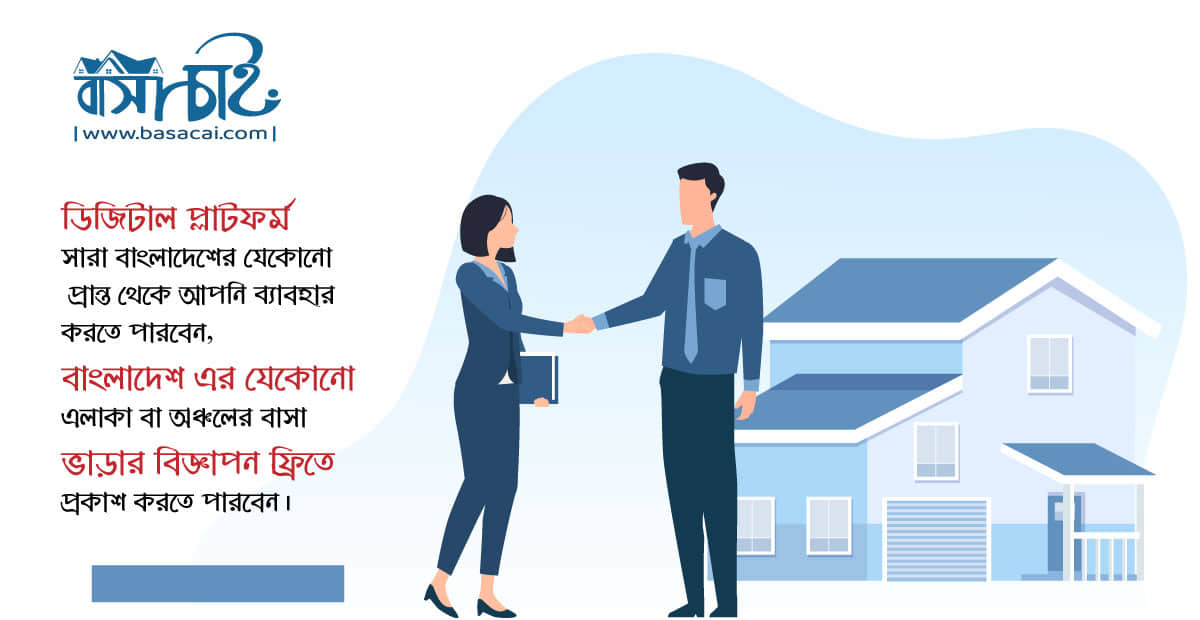 বাসা চাই
|www.basacai.com|
ডিজিটাল প্লাটফর্ম
সারা বাংলাদেশের যেকোনো
প্রান্ত থেকে আপনি ব্যাবহার
করতে পারবেন,
বাংলাদেশ এর যেকোনো
এলাকা বা অঞ্চলের বাসা
ভাড়ার বিজ্ঞাপন ফ্রিতে
প্রকাশ করতে পারবেন।